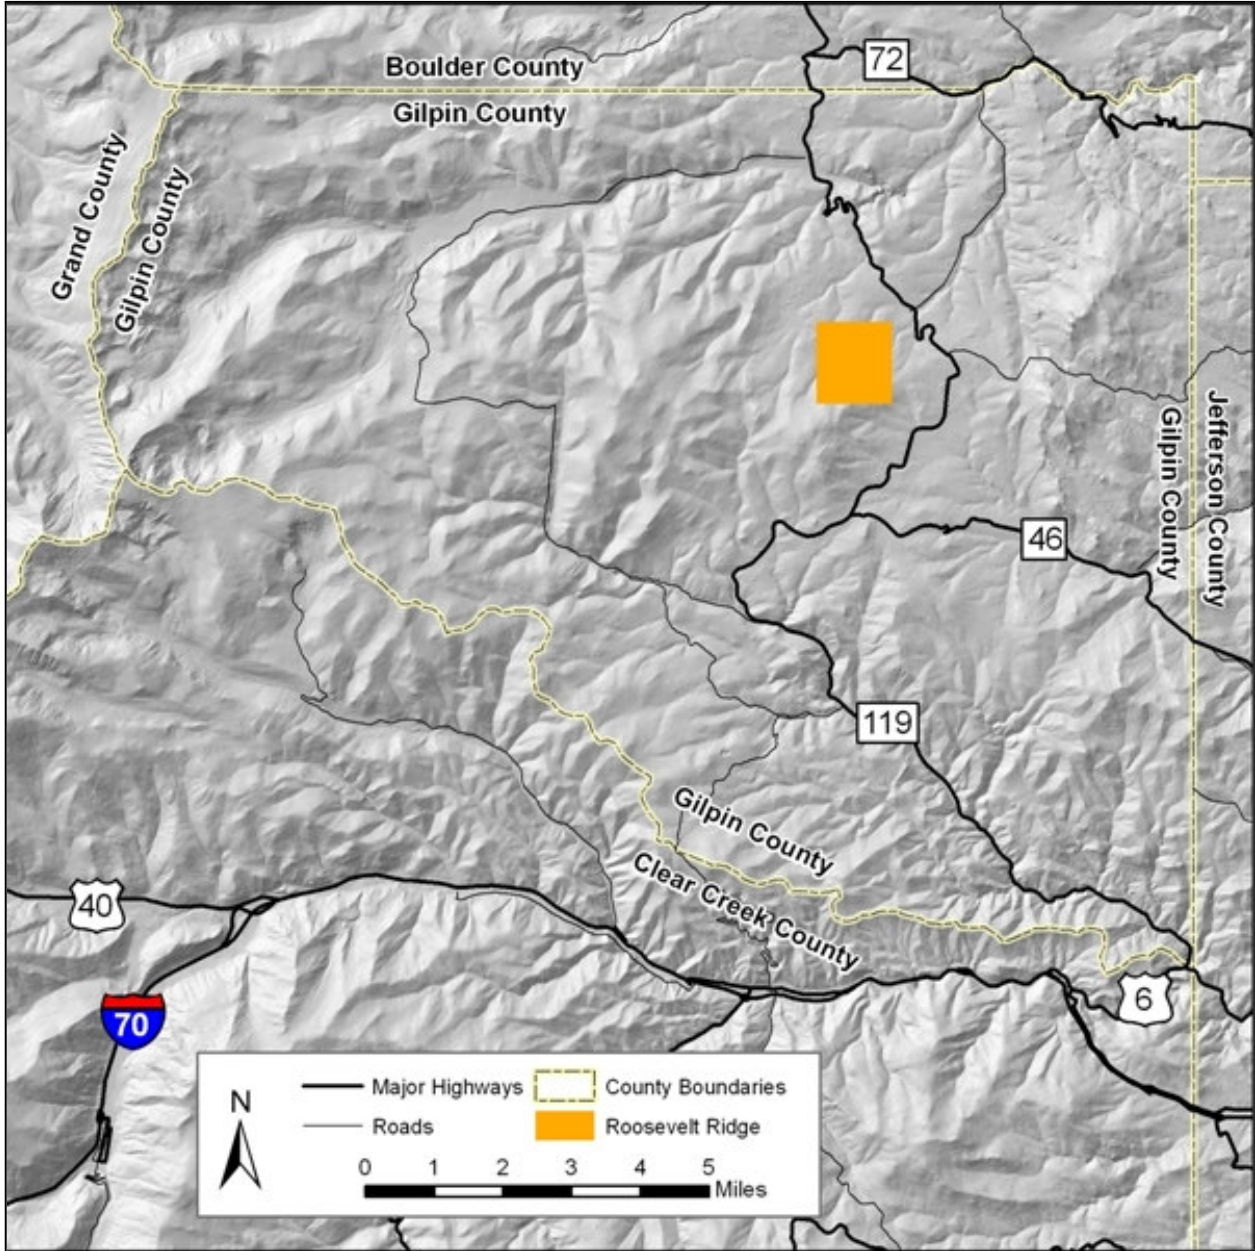 Boulder County
72
Gilpin County
Grand County
Gilpin County
Jefferson County
Gilpin County
46
119
Gilpin County
Clear Creek County
40
6
70
N
Major Highways
County Boundaries
Roads
Roosevelt Ridge
0 1 2 3 4 5
Miles